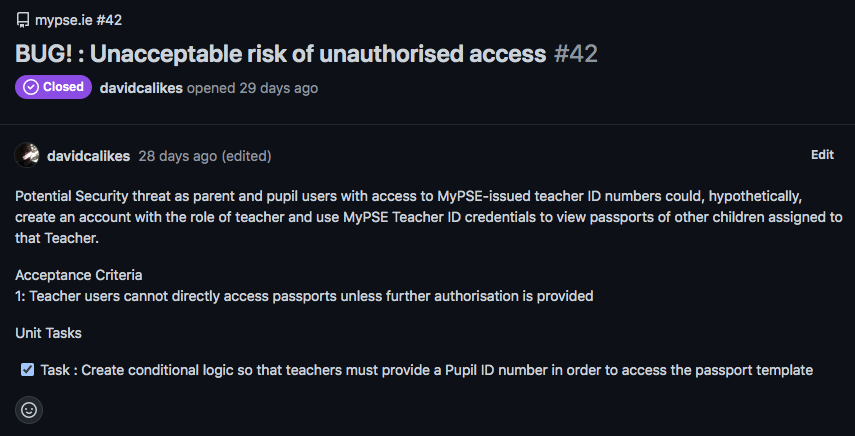 mypse.ie #42
BUG! : Unacceptable risk of unauthorised access #42
Closed davidcalikes opened 29 days ago
davidcalikes 28 days ago (edited) Edit
Potential Security threat as parent and pupil users with access to MyPSE-issued teacher ID numbers could, hypothetically,
create an account with the role of teacher and use MyPSE Teacher ID credentials to view passports of other children assigned to
that Teacher.
Acceptance Criteria
1: Teacher users cannot directly access passports unless further authorisation is provided
Unit Tasks
Task : Create conditional logic so that teachers must provide a Pupil ID number in order to access the passport template